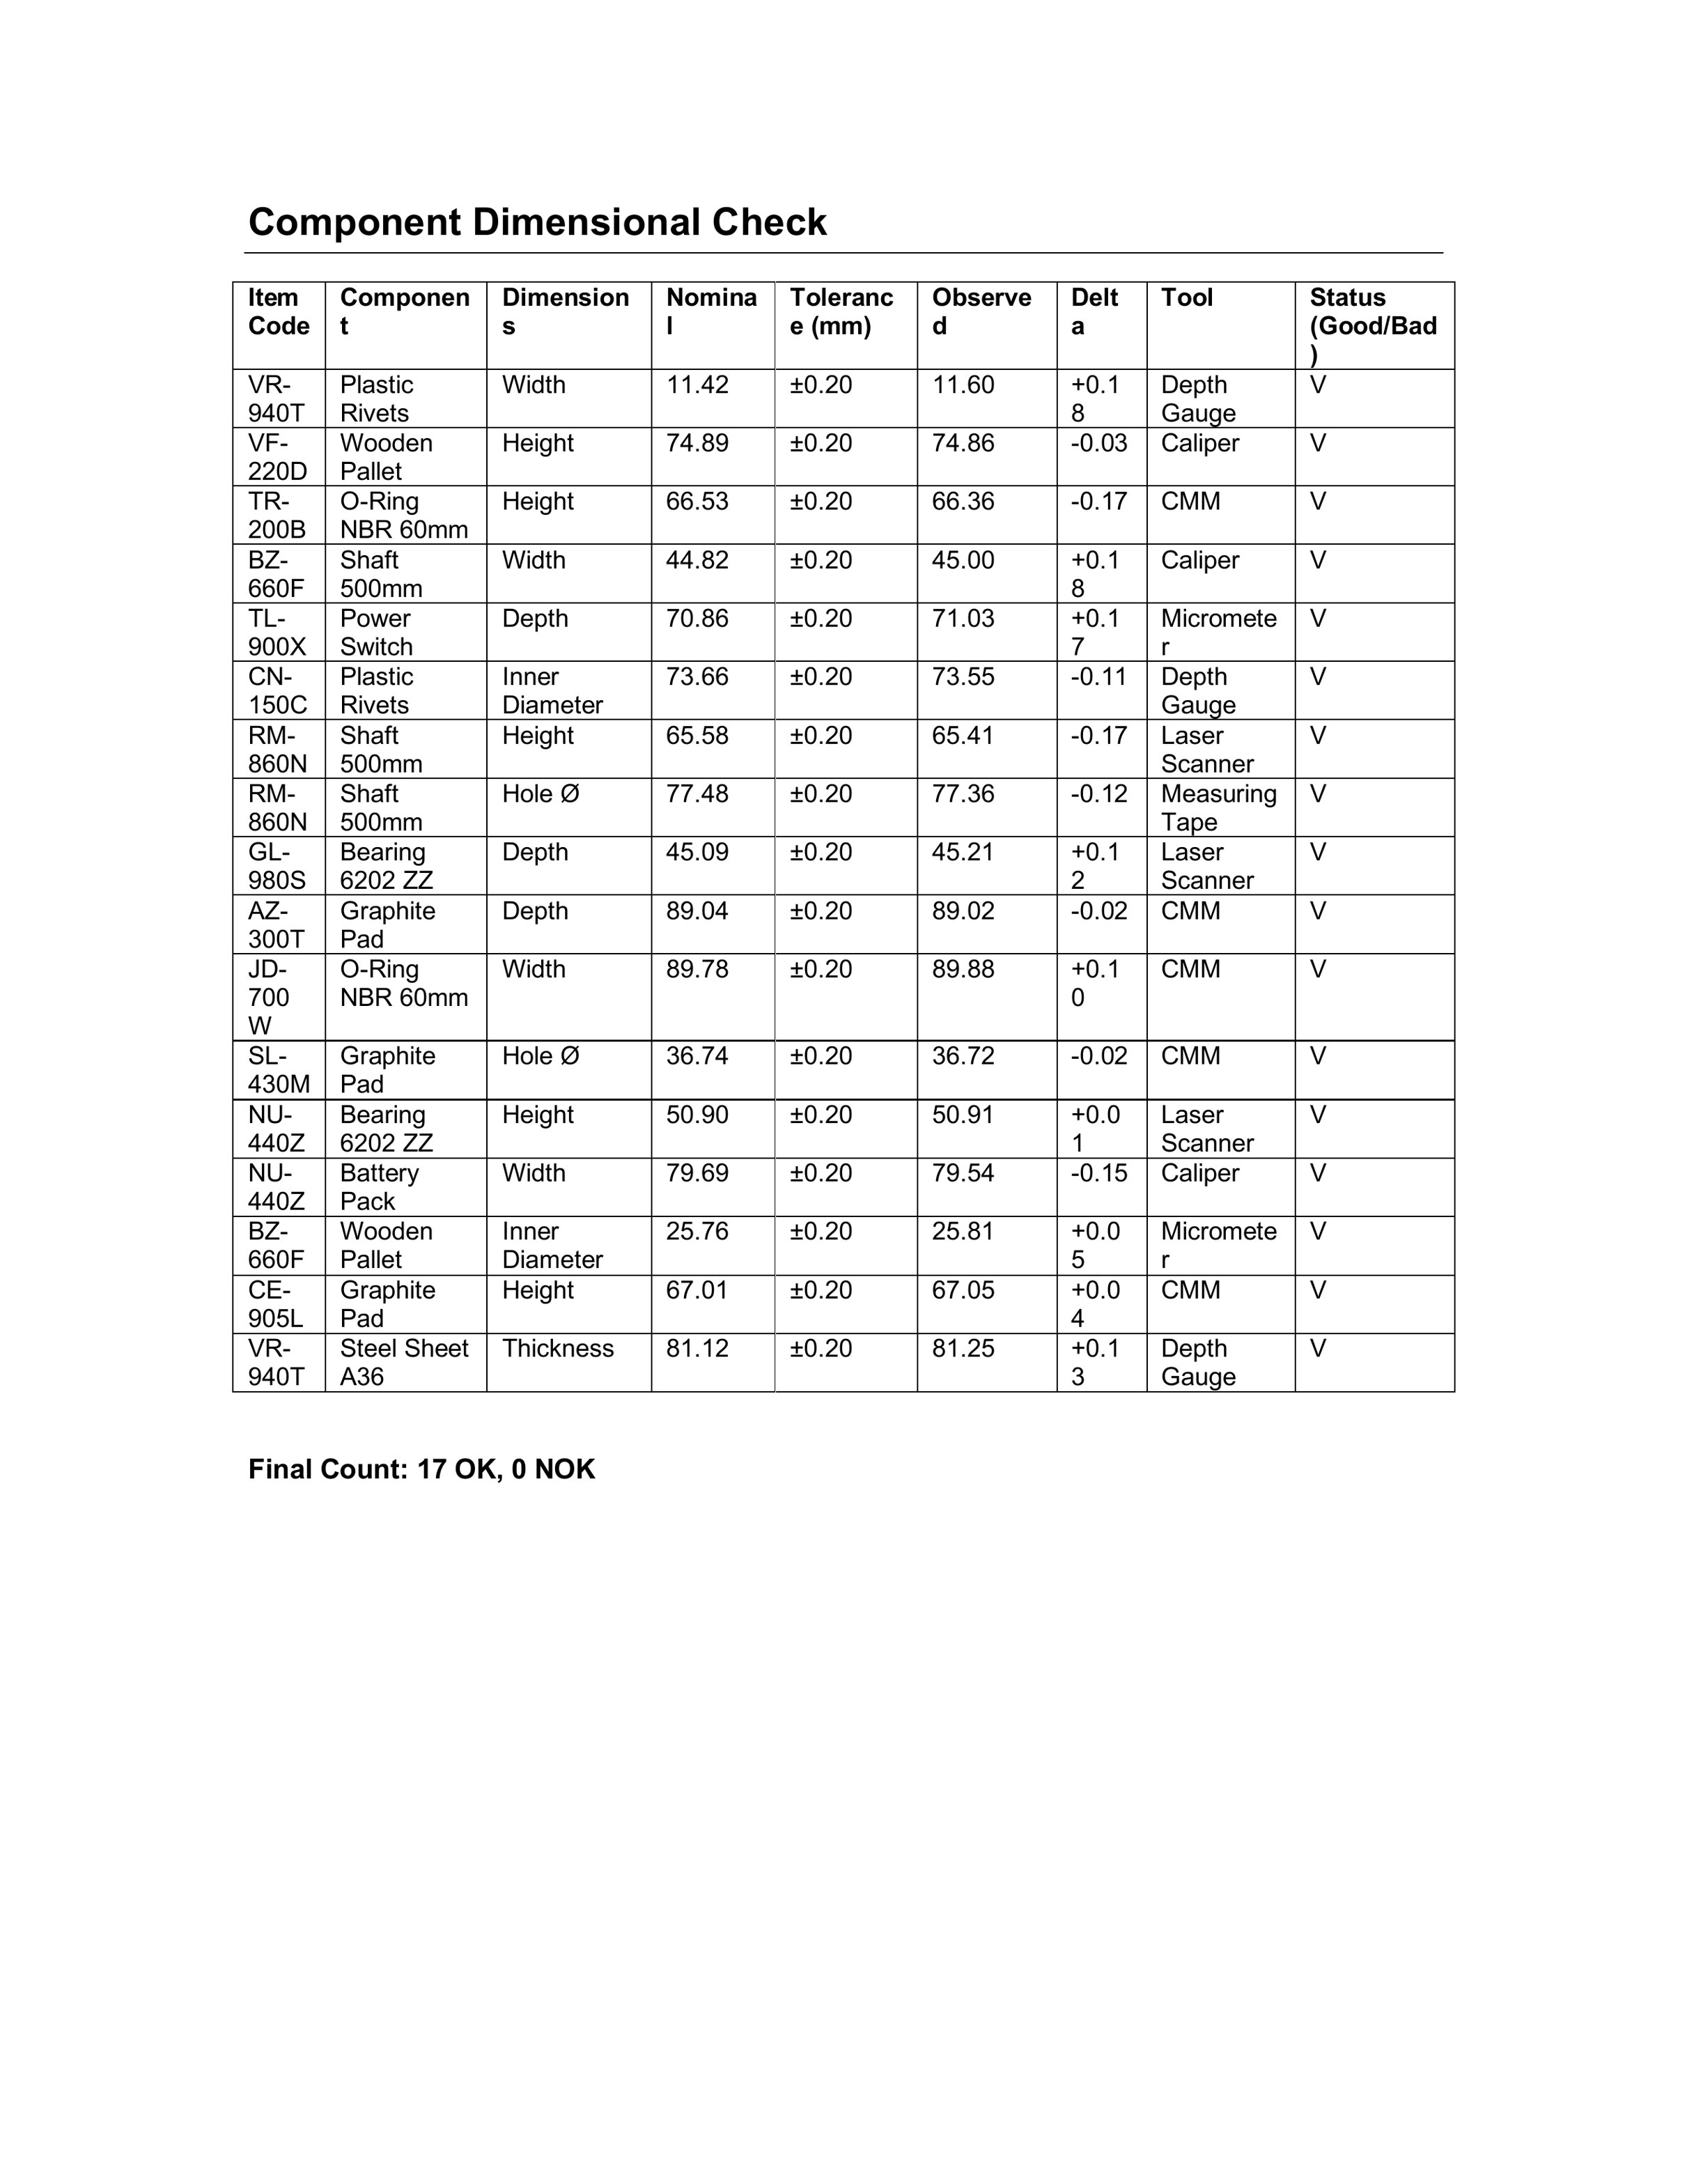 Component Dimensional Check
Item Code | Component | Dimensions | Nominal | Tolerance (mm) | Observed | Delta | Tool | Status (Good/Bad)
VR-940T | Plastic Rivets | Width | 11.42 | ±0.20 | 11.60 | +0.18 | Depth Gauge | V
VF-220D | Wooden Pallet | Height | 74.89 | ±0.20 | 74.86 | -0.03 | Caliper | V
TR-200B | O-Ring NBR 60mm | Height | 66.53 | ±0.20 | 66.36 | -0.17 | CMM | V
BZ-660F | Shaft 500mm | Width | 44.82 | ±0.20 | 45.00 | +0.18 | Caliper | V
TL-900X | Power Switch | Depth | 70.86 | ±0.20 | 71.03 | +0.17 | Micrometer | V
CN-150C | Plastic Rivets | Inner Diameter | 73.66 | ±0.20 | 73.55 | -0.11 | Depth Gauge | V
RM-860N | Shaft 500mm | Height | 65.58 | ±0.20 | 65.41 | -0.17 | Laser Scanner | V
RM-860N | Shaft 500mm | Hole Ø | 77.48 | ±0.20 | 77.36 | -0.12 | Measuring Tape | V
GL-980S | Bearing 6202 ZZ | Depth | 45.09 | ±0.20 | 45.21 | +0.12 | Laser Scanner | V
AZ-300T | Graphite Pad | Depth | 89.04 | ±0.20 | 89.02 | -0.02 | CMM | V
JD-700W | O-Ring NBR 60mm | Width | 89.78 | ±0.20 | 89.88 | +0.10 | CMM | V
SL-430M | Graphite Pad | Hole Ø | 36.74 | ±0.20 | 36.72 | -0.02 | CMM | V
NU-440Z | Bearing 6202 ZZ | Height | 50.90 | ±0.20 | 50.91 | +0.01 | Laser Scanner | V
NU-440Z | Battery Pack | Width | 79.69 | ±0.20 | 79.54 | -0.15 | Caliper | V
BZ-660F | Wooden Pallet | Inner Diameter | 25.76 | ±0.20 | 25.81 | +0.05 | Micrometer | V
CE-905L | Graphite Pad | Height | 67.01 | ±0.20 | 67.05 | +0.04 | CMM | V
VR-940T | Steel Sheet A36 | Thickness | 81.12 | ±0.20 | 81.25 | +0.13 | Depth Gauge | V
Final Count: 17 OK, 0 NOK